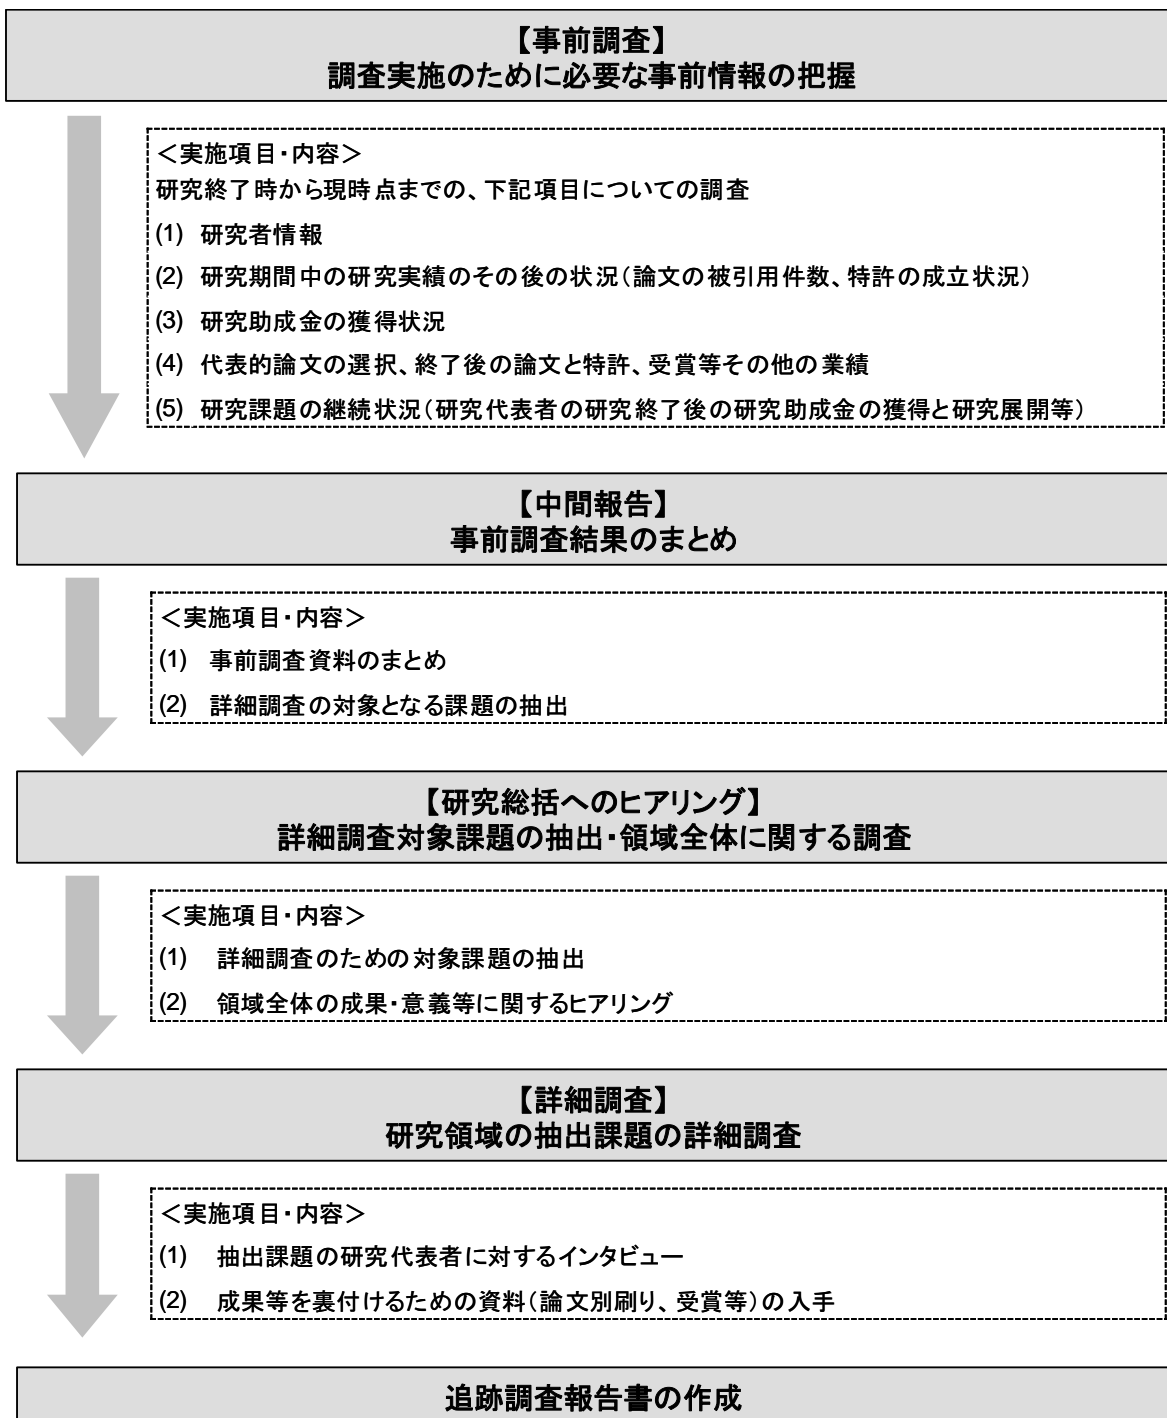 【事前調査】
調査実施のために必要な事前情報の把握
＜実施項目・内容＞
研究終了時から現時点までの、下記項目についての調査
(1) 研究者情報
(2) 研究期間中の研究実績のその後の状況（論文の被引用件数、特許の成立状況）
(3) 研究助成金の獲得状況
(4) 代表的論文の選択、終了後の論文と特許、受賞等その他の業績
(5) 研究課題の継続状況（研究代表者の研究終了後の研究助成金の獲得と研究展開等）
【中間報告】
事前調査結果のまとめ
＜実施項目・内容＞
(1) 事前調査資料のまとめ
(2) 詳細調査の対象となる課題の抽出
【研究総括へのヒアリング】
詳細調査対象課題の抽出・領域全体に関する調査
＜実施項目・内容＞
(1) 詳細調査のための対象課題の抽出
(2) 領域全体の成果・意義等に関するヒアリング
【詳細調査】
研究領域の抽出課題の詳細調査
＜実施項目・内容＞
(1) 抽出課題の研究代表者に対するインタビュー
(2) 成果等を裏付けるための資料（論文別刷り、受賞等）の入手
追跡調査報告書の作成